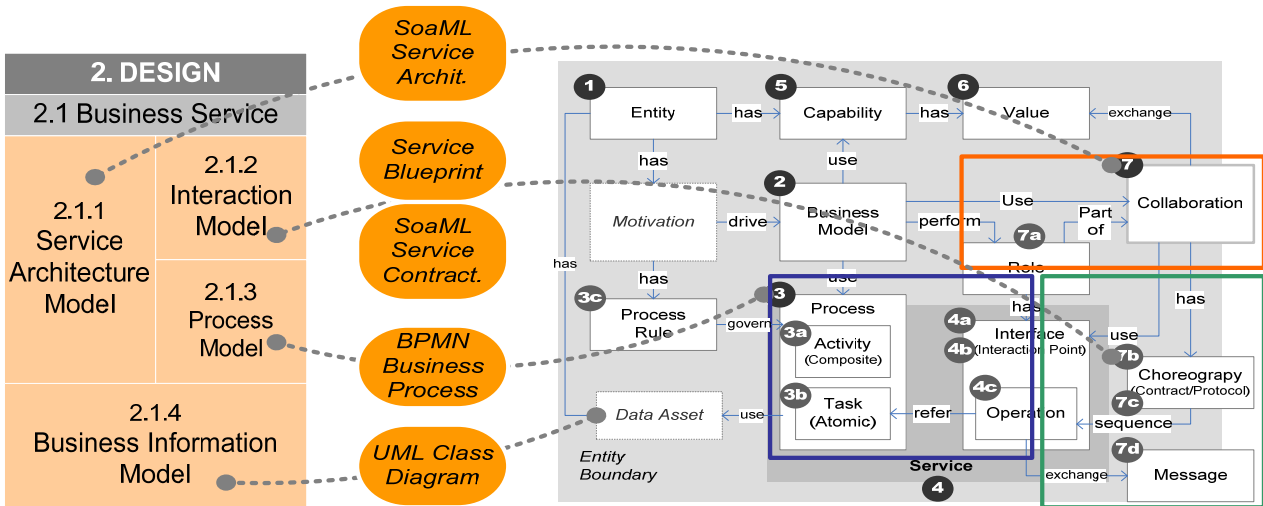 2. DESIGN
2.1 Business Service
2.1.1
Service
Architecture
Model
2.1.2
Interaction
Model
2.1.3
Process
Model
2.1.4
Business Information
Model
SoaML
Service
Archit.
Service
Blueprint
SoaML
Service
Contract.
BPMN
Business
Process
UML Class
Diagram
1
Entity
has
5
Capability
has
6
Value
exchange
has
use
7
Collaboration
Motivation
drive
2
Business
Model
Use
perform
Part
of
7a
Role
has
has
use
has
has
3c
Process
Rule
govern
3
Process
3a
Activity
(Composite)
3b
Task
(Atomic)
4a
4b
Interface
(Interaction Point)
4c
Operation
refer
use
7b
Choreograpy
(Contract/Protocol)
7c
sequence
7d
Message
exchange
Data Asset
use
Entity
Boundary
Service
4